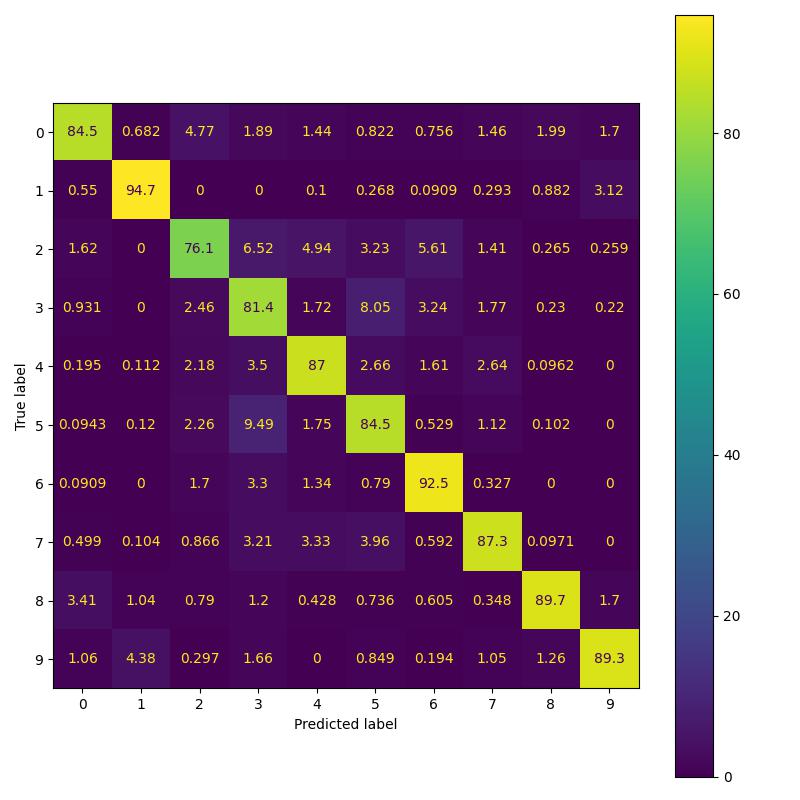 0 84.5 0.682 4.77 1.89 1.44 0.822 0.756 1.46 1.99 1.7
80
1 0.55 94.7 0 0 0.1 0.268 0.0909 0.293 0.882 3.12
2 1.62 0 76.1 6.52 4.94 3.23 5.61 1.41 0.265 0.259
60
3 0.931 0 2.46 81.4 1.72 8.05 3.24 1.77 0.23 0.22
4 0.195 0.112 2.18 3.5 87 2.66 1.61 2.64 0.0962 0
True label
5 0.0943 0.12 2.26 9.49 1.75 84.5 0.529 1.12 0.102 0
40
6 0.0909 0 1.7 3.3 1.34 0.79 92.5 0.327 0 0
7 0.499 0.104 0.866 3.21 3.33 3.96 0.592 87.3 0.0971 0
8 3.41 1.04 0.79 1.2 0.428 0.736 0.605 0.348 89.7 1.7
20
9 1.06 4.38 0.297 1.66 0 0.849 0.194 1.05 1.26 89.3
0 1 2 3 4 5 6 7 8 9
Predicted label
0